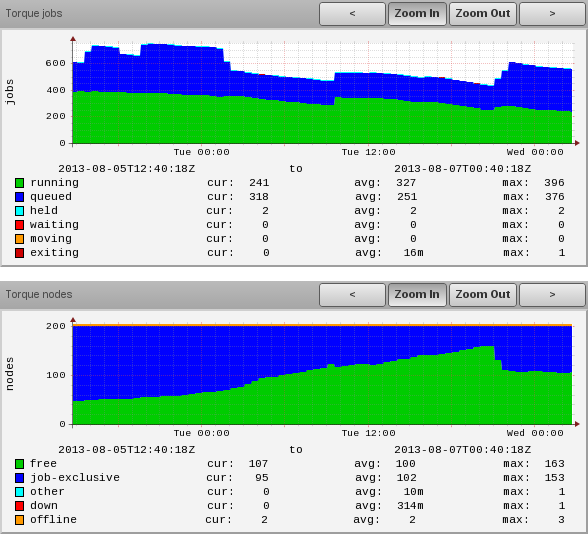 Torque jobs < Zoom In Zoom Out >
600
400
200
0
jobs
Tue 00:00 Tue 12:00 Wed 00:00
2013-08-05T12:40:18Z to 2013-08-07T00:40:18Z
running cur: 241 avg: 327 max: 396
queued cur: 318 avg: 251 max: 376
held cur: 2 avg: 2 max: 2
waiting cur: 0 avg: 0 max: 0
moving cur: 0 avg: 0 max: 0
exiting cur: 0 avg: 16m max: 1
Torque nodes < Zoom In Zoom Out >
200
100
0
nodes
Tue 00:00 Tue 12:00 Wed 00:00
2013-08-05T12:40:18Z to 2013-08-07T00:40:18Z
free cur: 107 avg: 100 max: 163
job-exclusive cur: 95 avg: 102 max: 153
other cur: 0 avg: 10m max: 1
down cur: 0 avg: 314m max: 1
offline cur: 2 avg: 2 max: 3